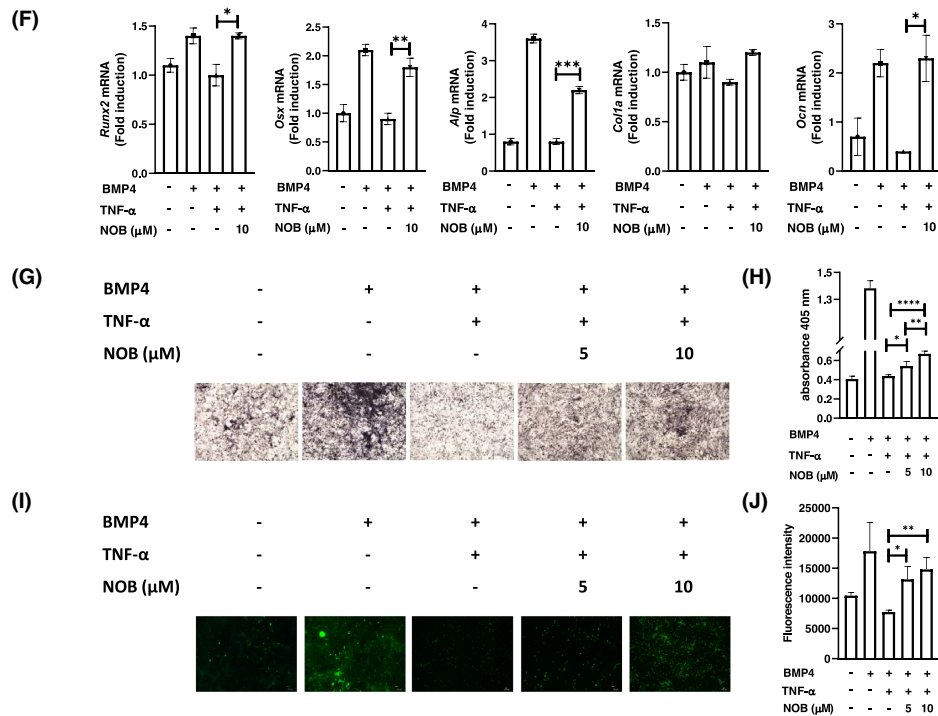 (F)
Runx2 mRNA
(Fold induction)
1.5
1.0
0.5
0.0
*
BMP4 - + + +
TNF-α - - + +
NOB (μM) - - - 10
Osx mRNA
(Fold induction)
2.5
2.0
1.5
1.0
0.5
0.0
**
BMP4 - + + +
TNF-α - - + +
NOB (μM) - - - 10
Alp mRNA
(Fold induction)
4
3
2
1
0
***
BMP4 - + + +
TNF-α - - + +
NOB (μM) - - - 10
Col1a mRNA
(Fold induction)
1.5
1.0
0.5
0.0
BMP4 - + + +
TNF-α - - + +
NOB (μM) - - - 10
Ocn mRNA
(Fold induction)
3
2
1
0
*
BMP4 - + + +
TNF-α - - + +
NOB (μM) - - - 10
(G)
BMP4 - + + + +
TNF-α - - + + +
NOB (μM) - - - 5 10
(H)
absorbance 405 nm
1.5
1.3
0.6
0.4
0.2
0.0
****
**
*
BMP4 - + + + +
TNF-α - - + + +
NOB (μM) - - - 5 10
(I)
BMP4 - + + + +
TNF-α - - + + +
NOB (μM) - - - 5 10
(J)
Fluorescence intensity
25000
20000
15000
10000
5000
0
**
*
BMP4 - + + + +
TNF-α - - + + +
NOB (μM) - - - 5 10